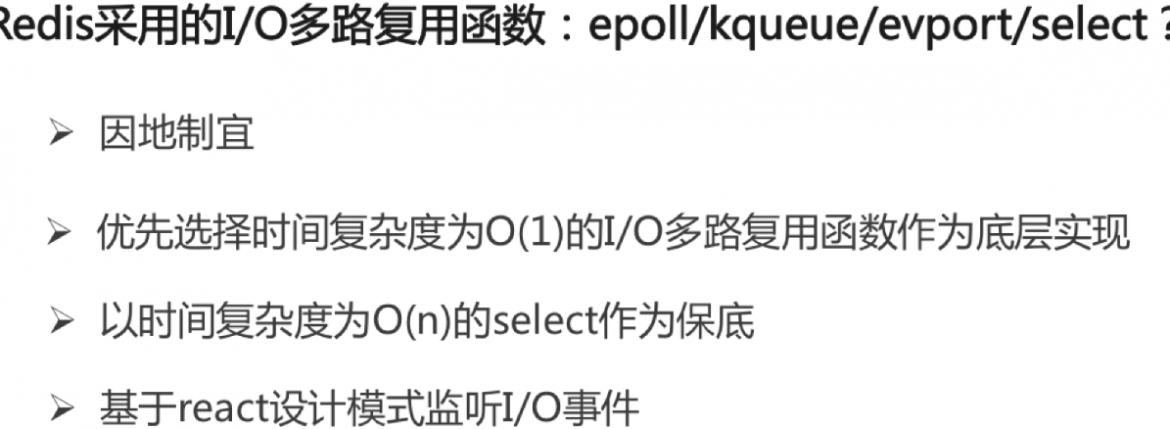 Redis采用的I/O多路复用函数：epoll/kqueue/evport/select？
➢ 因地制宜
➢ 优先选择时间复杂度为O(1)的I/O多路复用函数作为底层实现
➢ 以时间复杂度为O(n)的select作为保底
➢ 基于react设计模式监听I/O事件